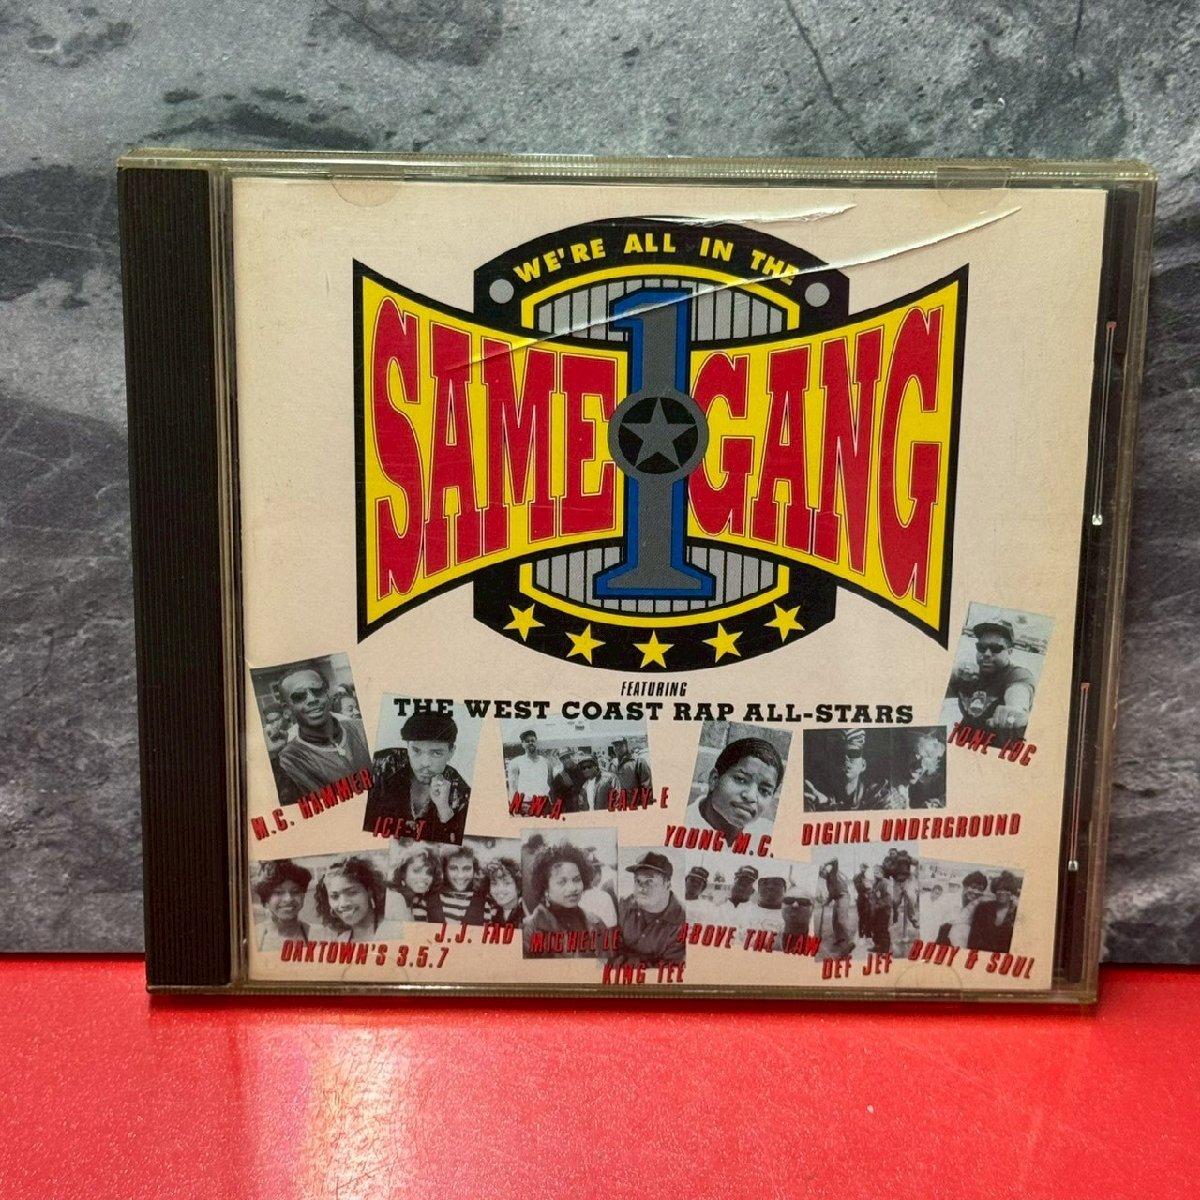 WE'RE ALL IN THE
SAME 1 GANG
FEATURING
THE WEST COAST RAP ALL-STARS
TONE LOC
M.C. HAMMER
ICE-T
N.W.A.
EAZY-E
YOUNG M.C.
DIGITAL UNDERGROUND
OAKTOWN'S 3.5.7
J.J. FAD
MICHEL'LE
KING TEE
ABOVE THE LAW
DEF JEF
BODY & SOUL